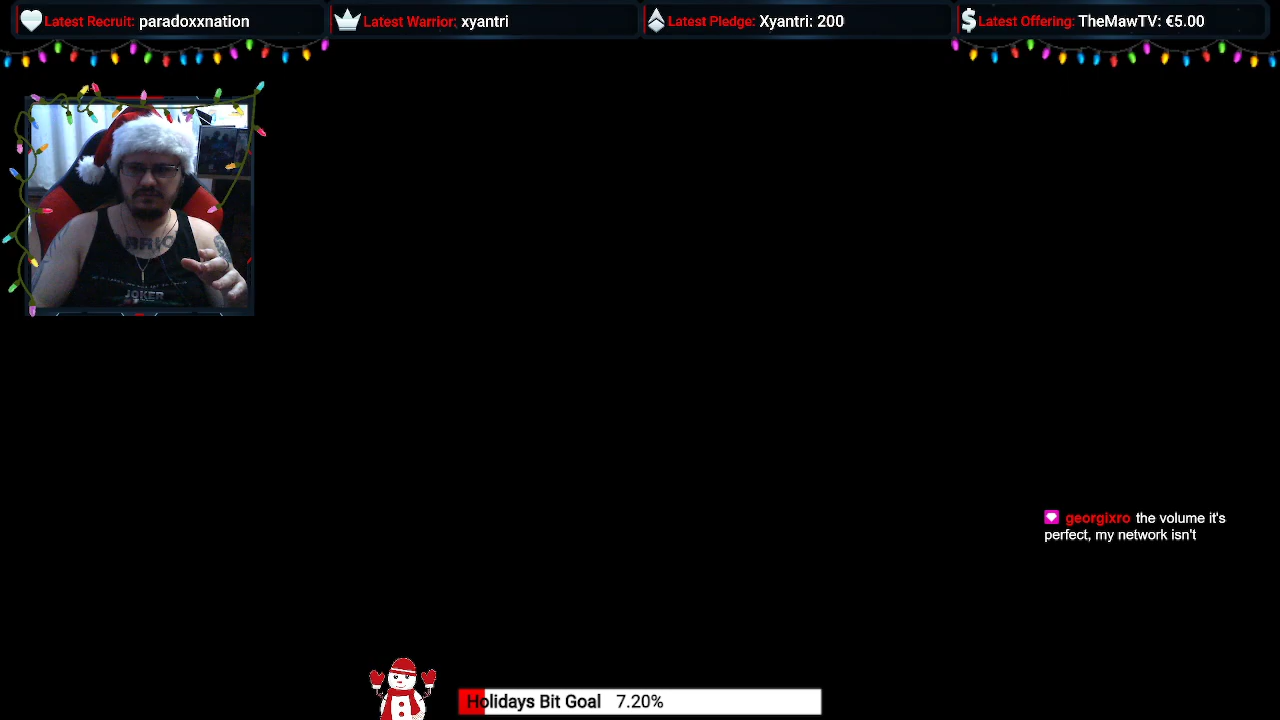 Latest Recruit: paradoxxnation
Latest Warrior: xyantri
Latest Pledge: Xyantri: 200
Latest Offering: TheMawTV: €5.00
JOKER
georgixro the volume it's
perfect, my network isn't
Holidays Bit Goal 7.20%